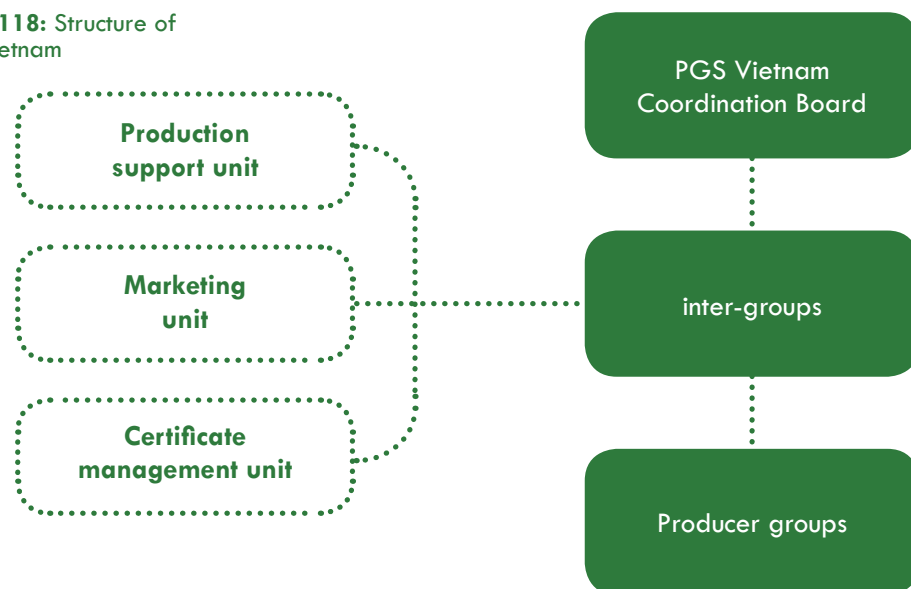 118: Structure of
etnam
Production
support unit
Marketing
unit
Certificate
management unit
PGS Vietnam
Coordination Board
inter-groups
Producer groups